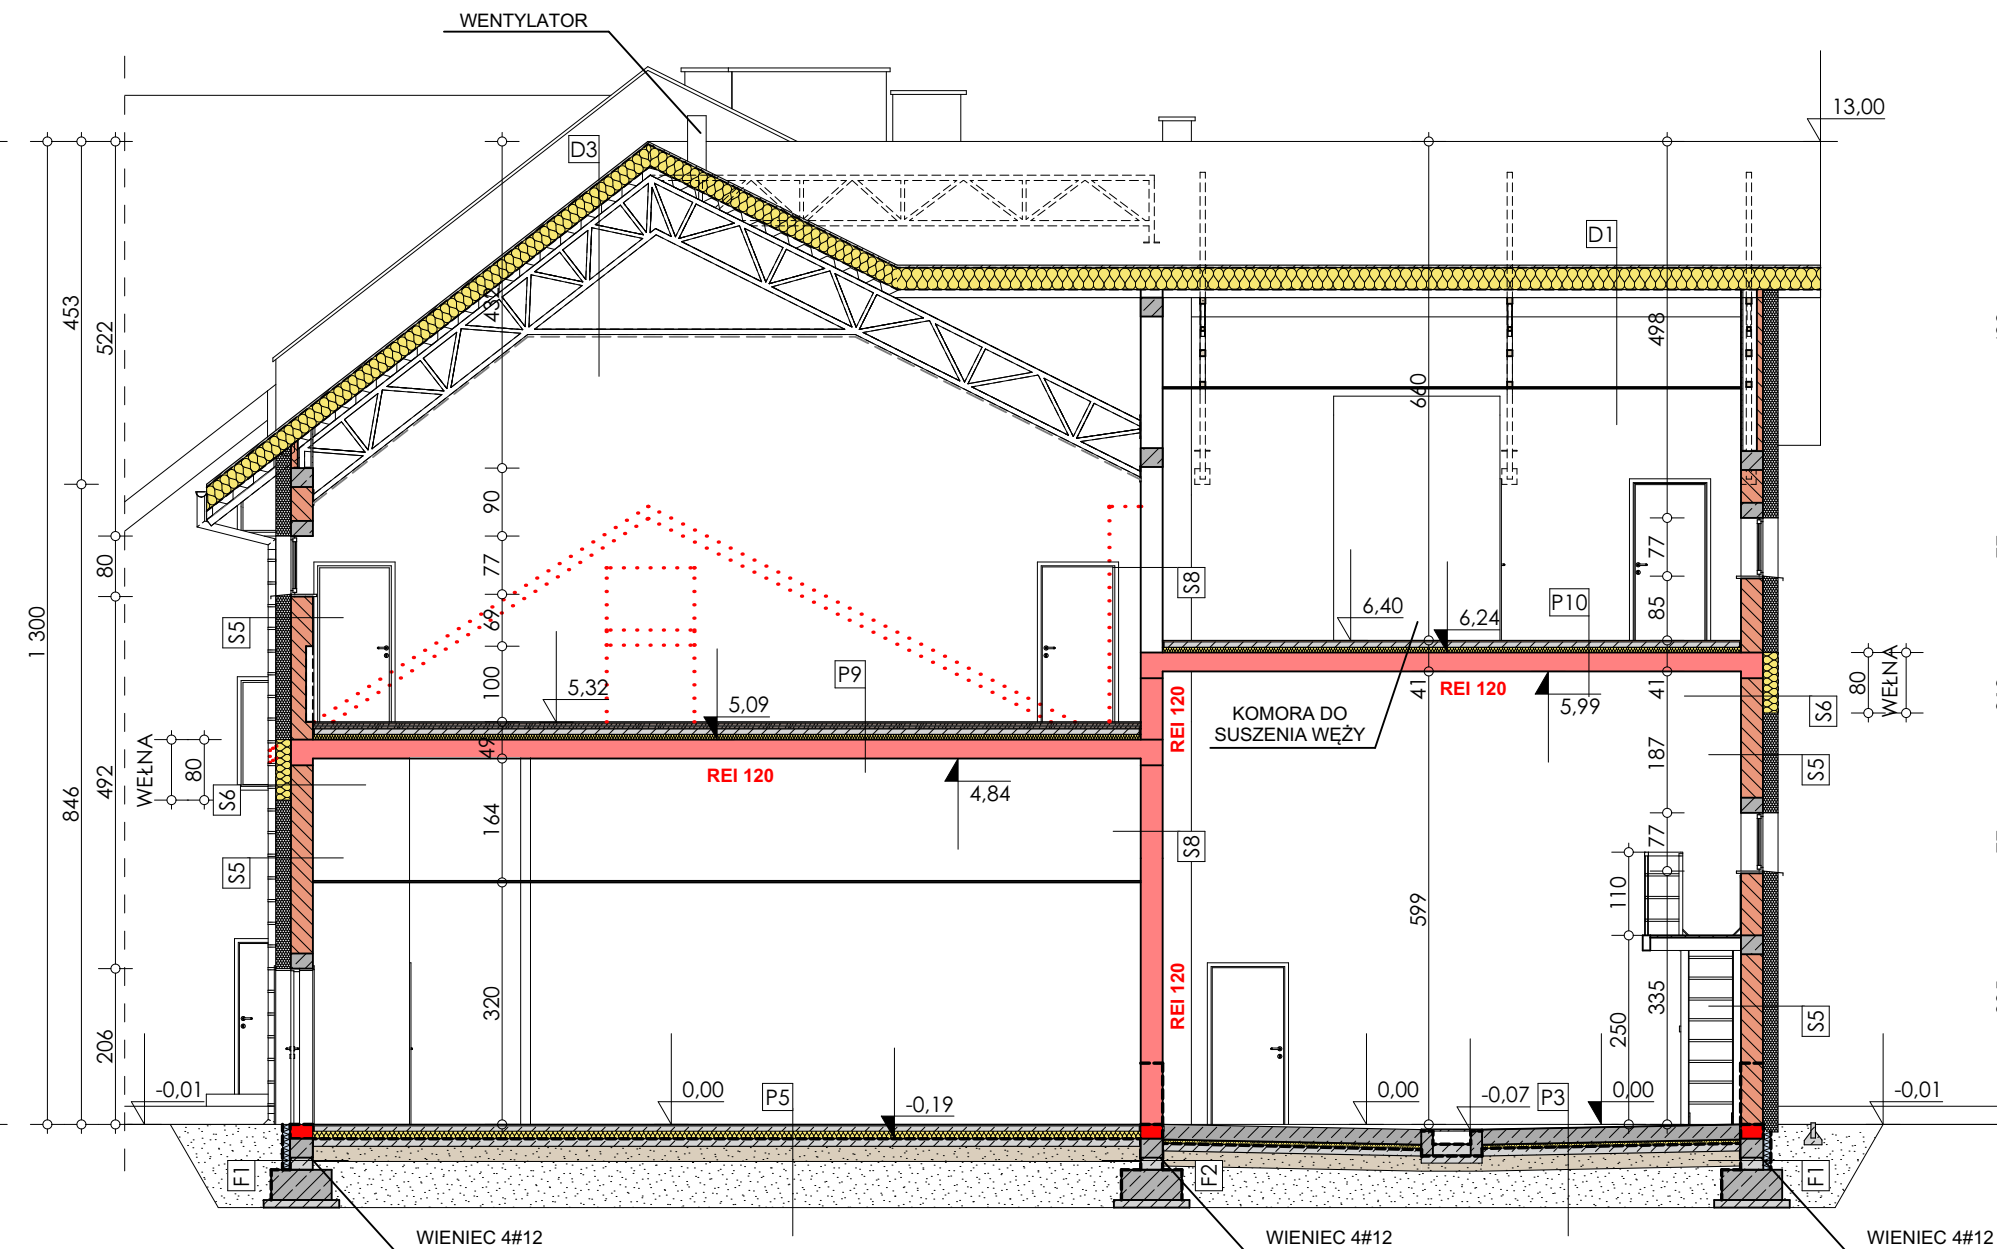 WENTYLATOR
13,00
D3
D1
453
522
432
498
660
90
77
80
69
77
85
1 300
S5
S8
6,40
6,24
P10
100
5,32
5,09
P9
41
41
REI 120
REI 120
5,99
80
WEŁNA
S6
KOMORA DO
SUSZENIA WĘŻY
49
WEŁNA
80
S6
REI 120
4,84
187
S5
846
492
164
S8
77
S5
110
599
320
REI 120
250
335
S5
206
-0,01
0,00
P5
-0,19
0,00
-0,07
P3
0,00
-0,01
F1
F2
F1
WIENIEC 4#12
WIENIEC 4#12
WIENIEC 4#12